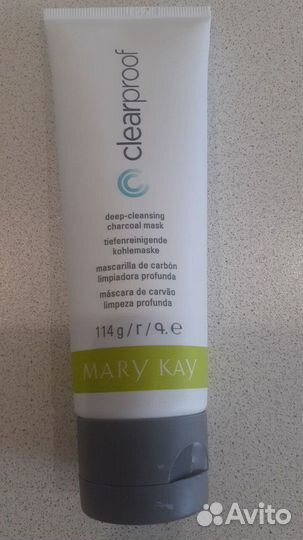 clearproof
deep-cleansing
charcoal mask
tiefenreinigende
kohlemaske
mascarilla de carbón
limpiadora profunda
máscara de carvão
limpeza profunda
114 g/г/գ. e
MARY KAY
Avito